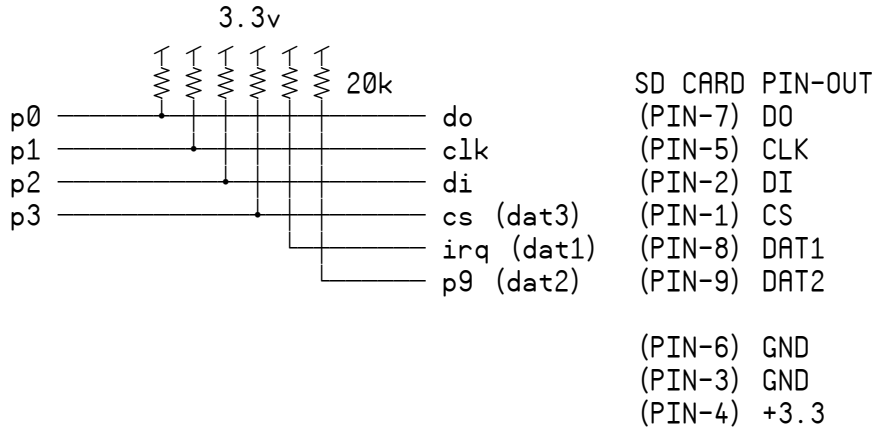 3.3v
20k SD CARD PIN-OUT
p0 do (PIN-7) DO
p1 clk (PIN-5) CLK
p2 di (PIN-2) DI
p3 cs (dat3) (PIN-1) CS
irq (dat1) (PIN-8) DAT1
p9 (dat2) (PIN-9) DAT2
(PIN-6) GND
(PIN-3) GND
(PIN-4) +3.3